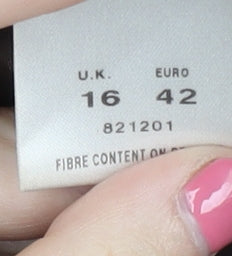 U.K. EURO
16 42
821201
FIBRE CONTENT ON